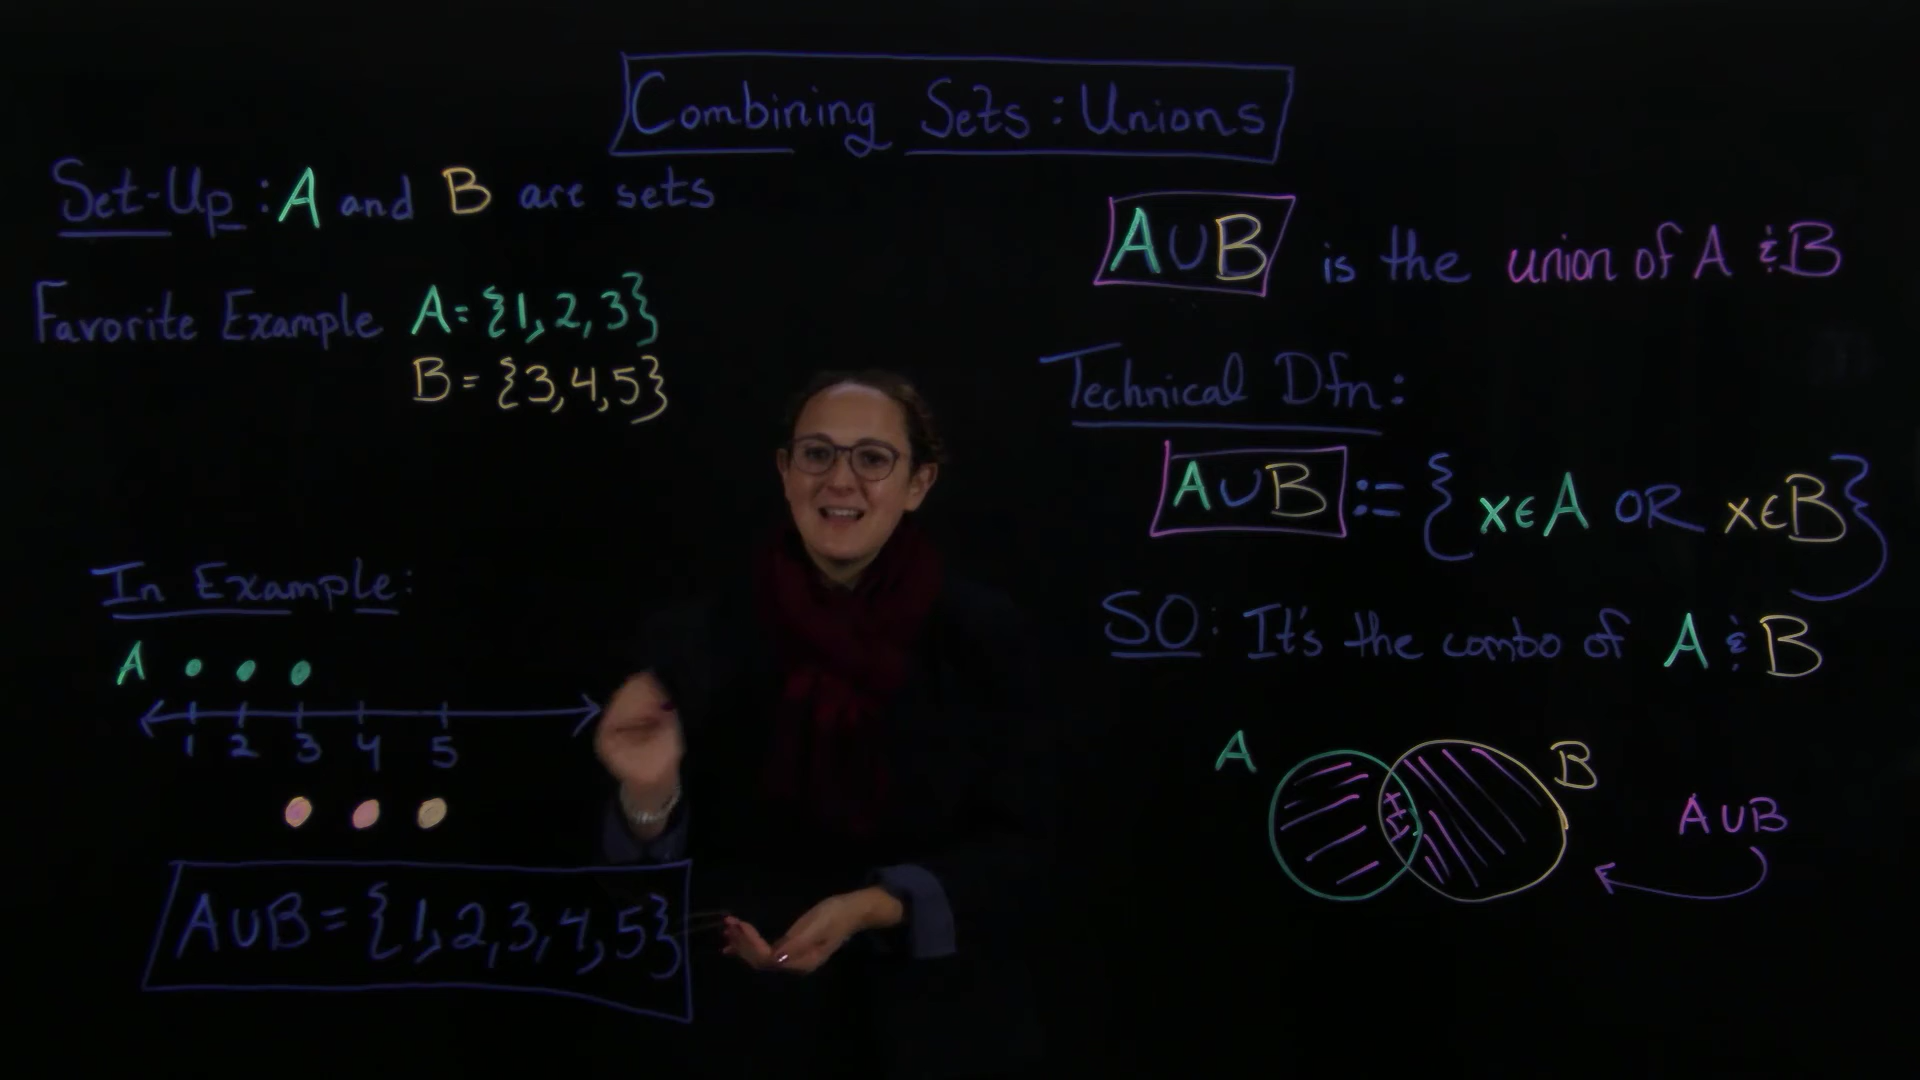 Combining Sets: Unions
Set-Up: A and B are sets
Favorite Example A = {1, 2, 3}
B = {3, 4, 5}
In Example:
A
1 2 3 4 5
A∪B = {1, 2, 3, 4, 5}
A∪B is the union of A & B
Technical Dfn:
A∪B := { x∈A OR x∈B }
SO: It's the combo of A & B
A B
A∪B